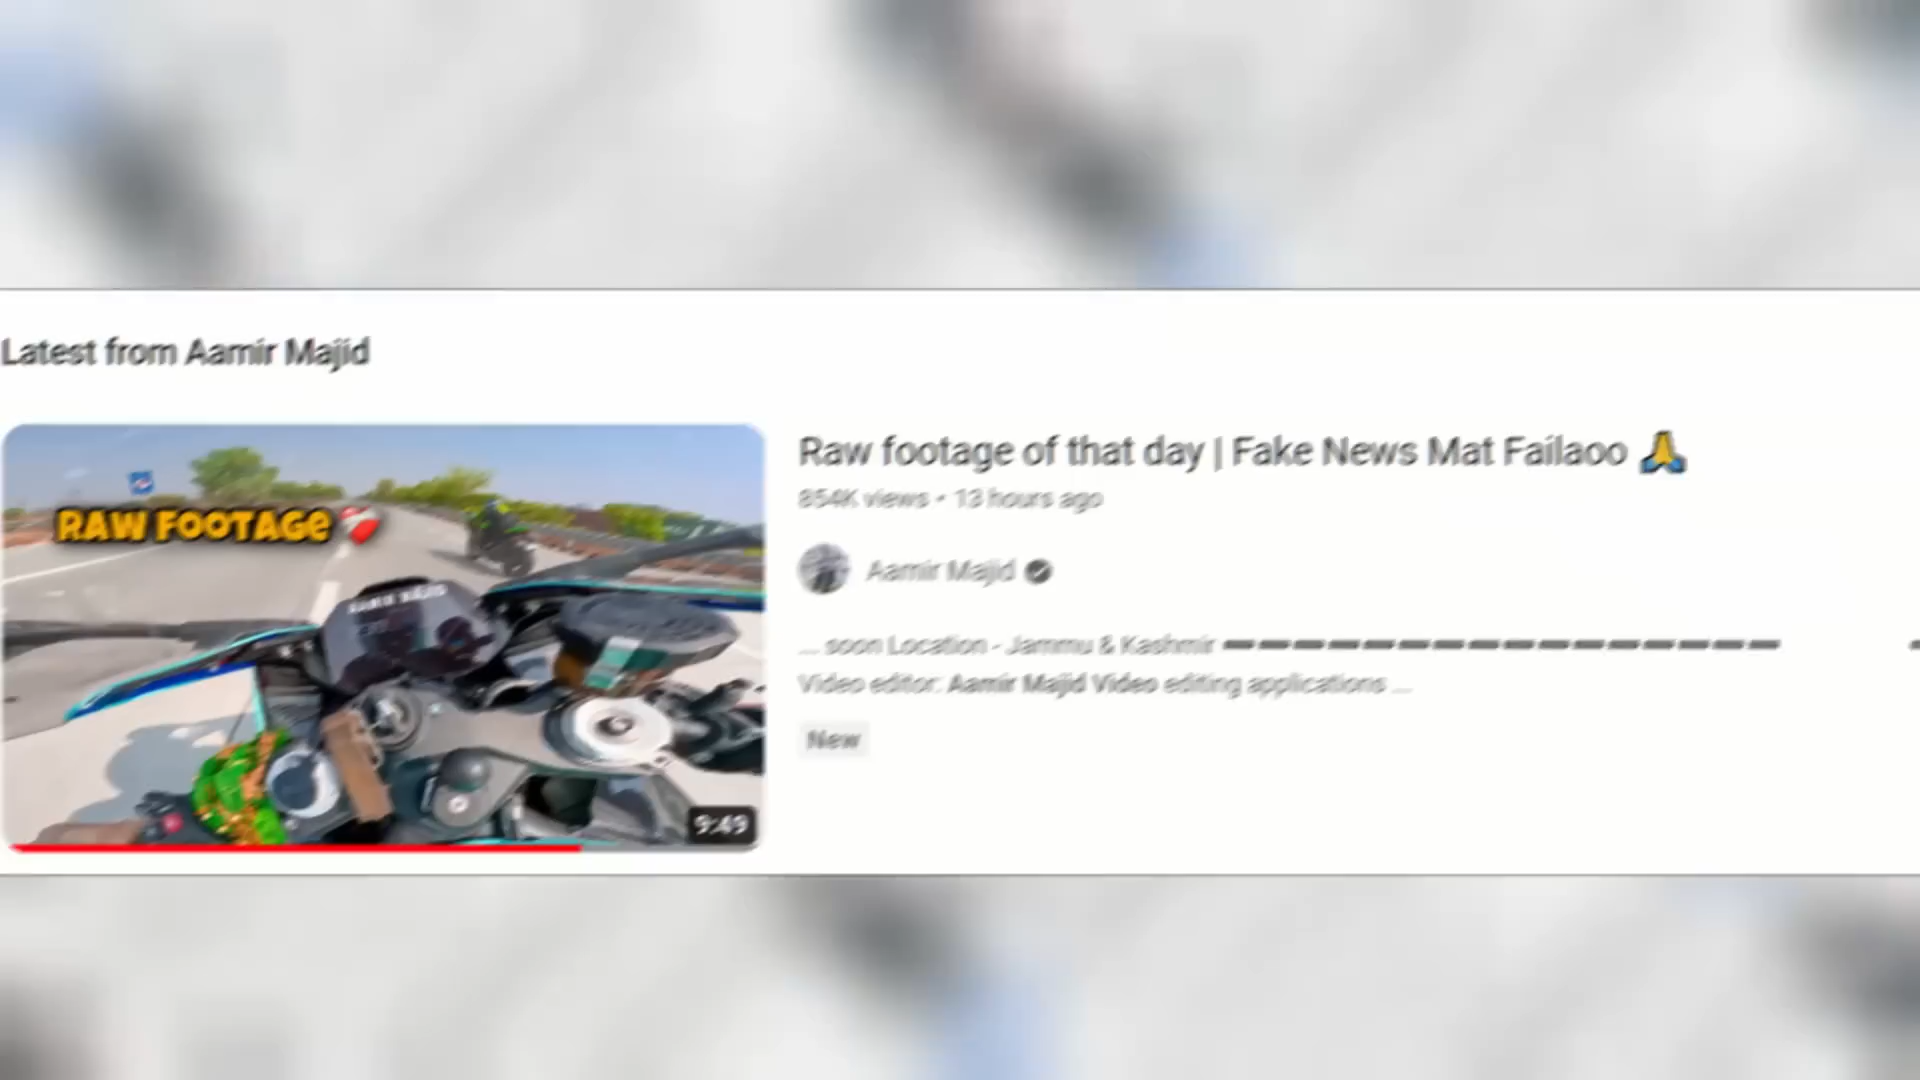 Latest from Aamir Majid
RAW FOOTAGE
Raw footage of that day | Fake News Mat Failaoo 🙏
854K views • 13 hours ago
Aamir Majid
... soon Location - Jammu & Kashmir ▬▬▬▬▬▬▬▬▬▬▬▬▬▬▬▬
Video editor: Aamir Majid Video editing applications ...
New
9:49